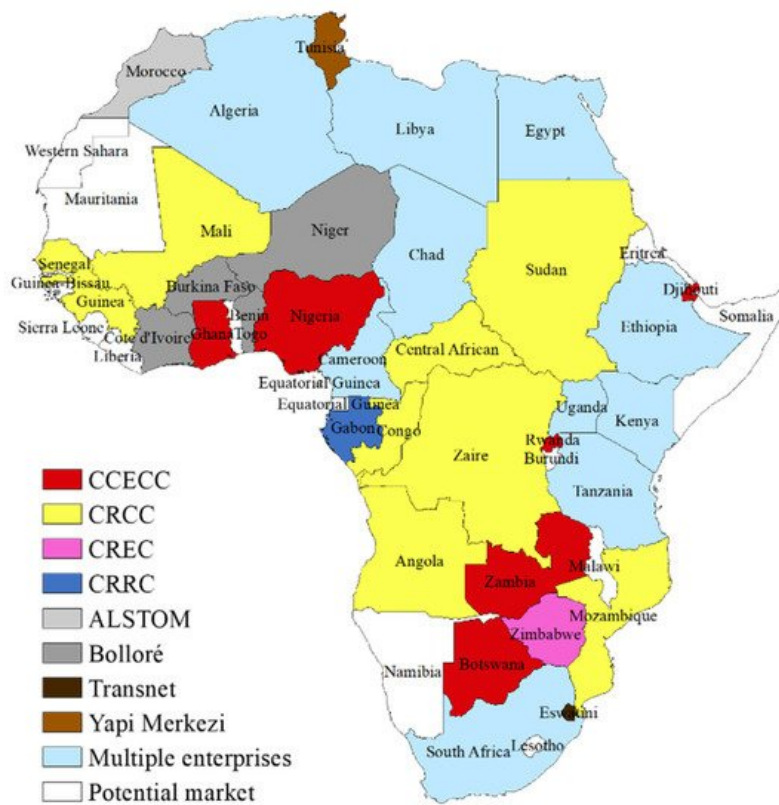 Tunisia
Morocco
Algeria
Libya
Egypt
Western Sahara
Mauritania
Mali
Niger
Chad
Sudan
Eritrea
Senegal
Guinea-Bissau
Guinea
Burkina Faso
Djibouti
Sierra Leone
Cote d'Ivoire
Ghana
Benin
Togo
Nigeria
Ethiopia
Somalia
Liberia
Cameroon
Central African
Equatorial Guinea
Equatorial Guinea
Gabon
Congo
Uganda
Kenya
Rwanda
Burundi
Zaire
Tanzania
Angola
Zambia
Malawi
Mozambique
Zimbabwe
Namibia
Botswana
Eswatini
South Africa
Lesotho
CCECC
CRCC
CREC
CRRC
ALSTOM
Bolloré
Transnet
Yapi Merkezi
Multiple enterprises
Potential market